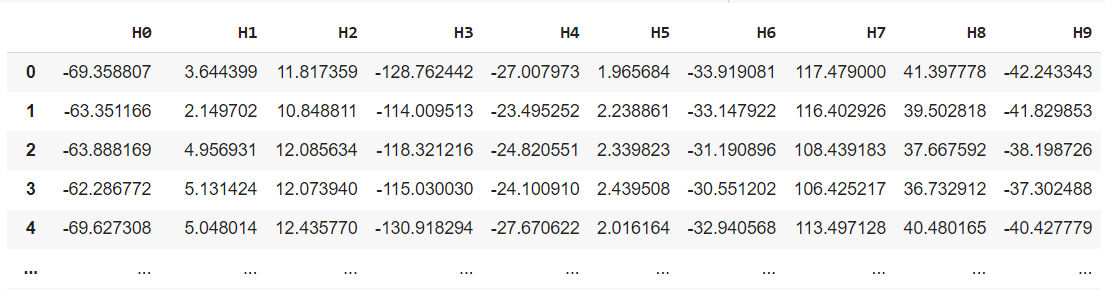 H0 H1 H2 H3 H4 H5 H6 H7 H8 H9
0 -69.358807 3.644399 11.817359 -128.762442 -27.007973 1.965684 -33.919081 117.479000 41.397778 -42.243343
1 -63.351166 2.149702 10.848811 -114.009513 -23.495252 2.238861 -33.147922 116.402926 39.502818 -41.829853
2 -63.888169 4.956931 12.085634 -118.321216 -24.820551 2.339823 -31.190896 108.439183 37.667592 -38.198726
3 -62.286772 5.131424 12.073940 -115.030030 -24.100910 2.439508 -30.551202 106.425217 36.732912 -37.302488
4 -69.627308 5.048014 12.435770 -130.918294 -27.670622 2.016164 -32.940568 113.497128 40.480165 -40.427779
... ... ... ... ... ... ... ... ... ... ...